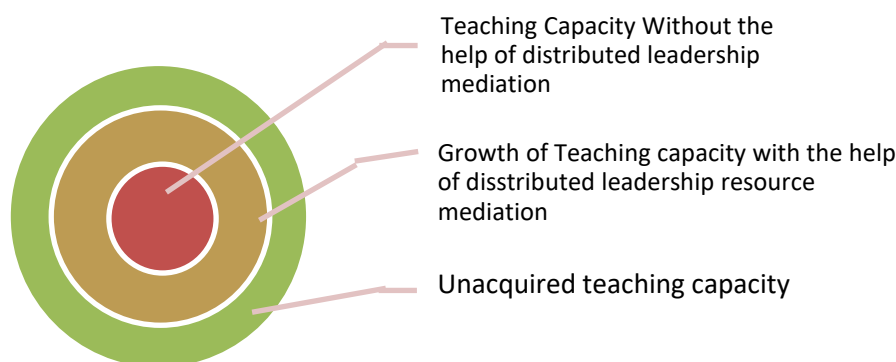 Teaching Capacity Without the
help of distributed leadership
mediation
Growth of Teaching capacity with the help
of disstributed leadership resource
mediation
Unacquired teaching capacity